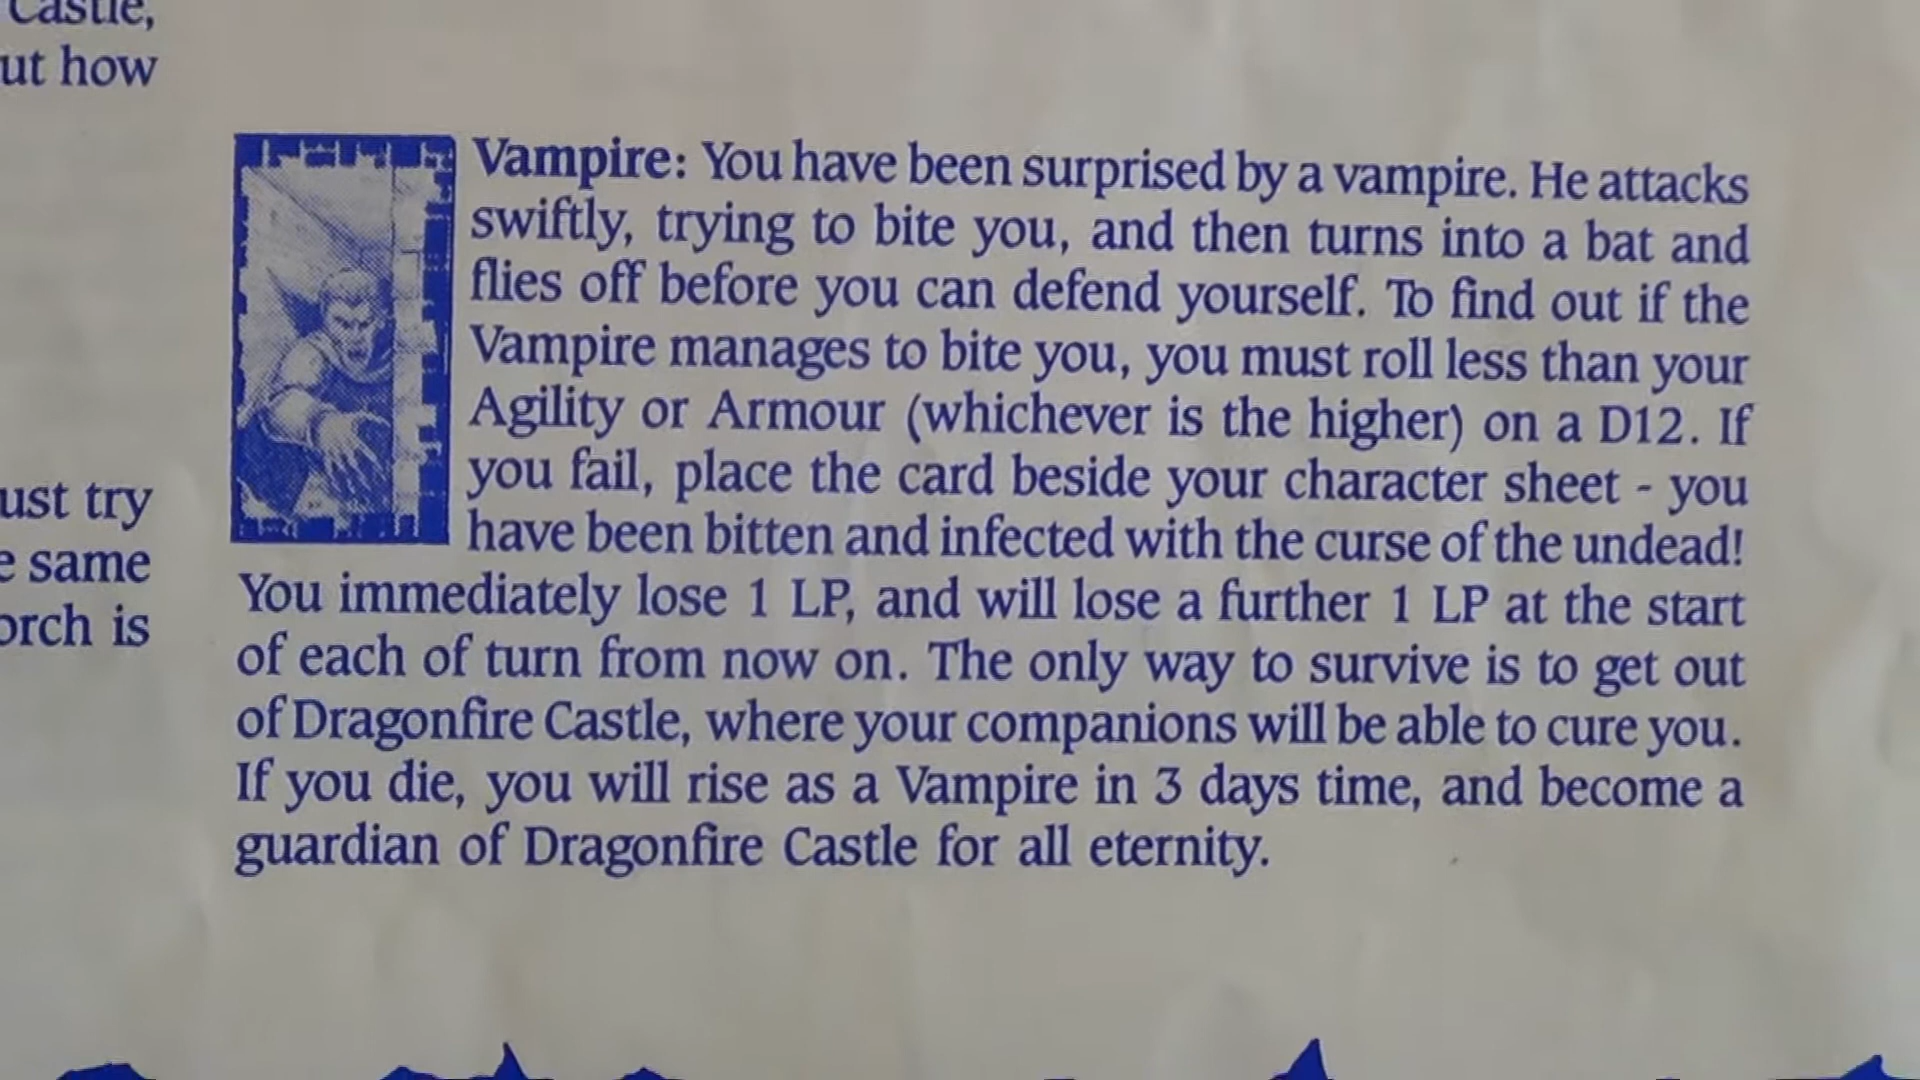 Castle,
ut how
ust try
e same
orch is
Vampire: You have been surprised by a vampire. He attacks
swiftly, trying to bite you, and then turns into a bat and
flies off before you can defend yourself. To find out if the
Vampire manages to bite you, you must roll less than your
Agility or Armour (whichever is the higher) on a D12. If
you fail, place the card beside your character sheet - you
have been bitten and infected with the curse of the undead!
You immediately lose 1 LP, and will lose a further 1 LP at the start
of each of turn from now on. The only way to survive is to get out
of Dragonfire Castle, where your companions will be able to cure you.
If you die, you will rise as a Vampire in 3 days time, and become a
guardian of Dragonfire Castle for all eternity.